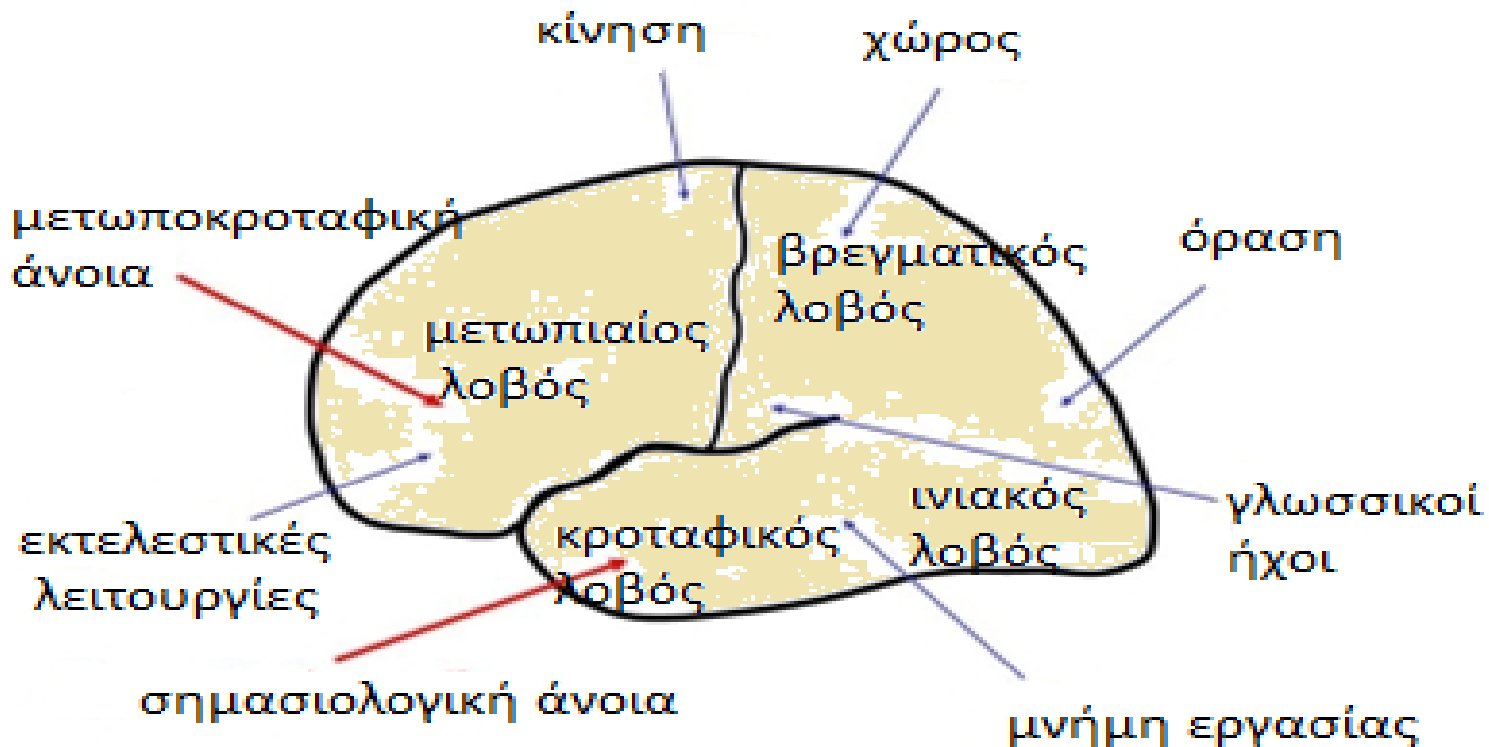 κίνηση
χώρος
μετωποκροταφική
άνοια
βρεγματικός
λοβός
όραση
μετωπιαίος
λοβός
εκτελεστικές
λειτουργίες
κροταφικός
λοβός
ινιακός
λοβός
γλωσσικοί
ήχοι
σημασιολογική άνοια
μνήμη εργασίας